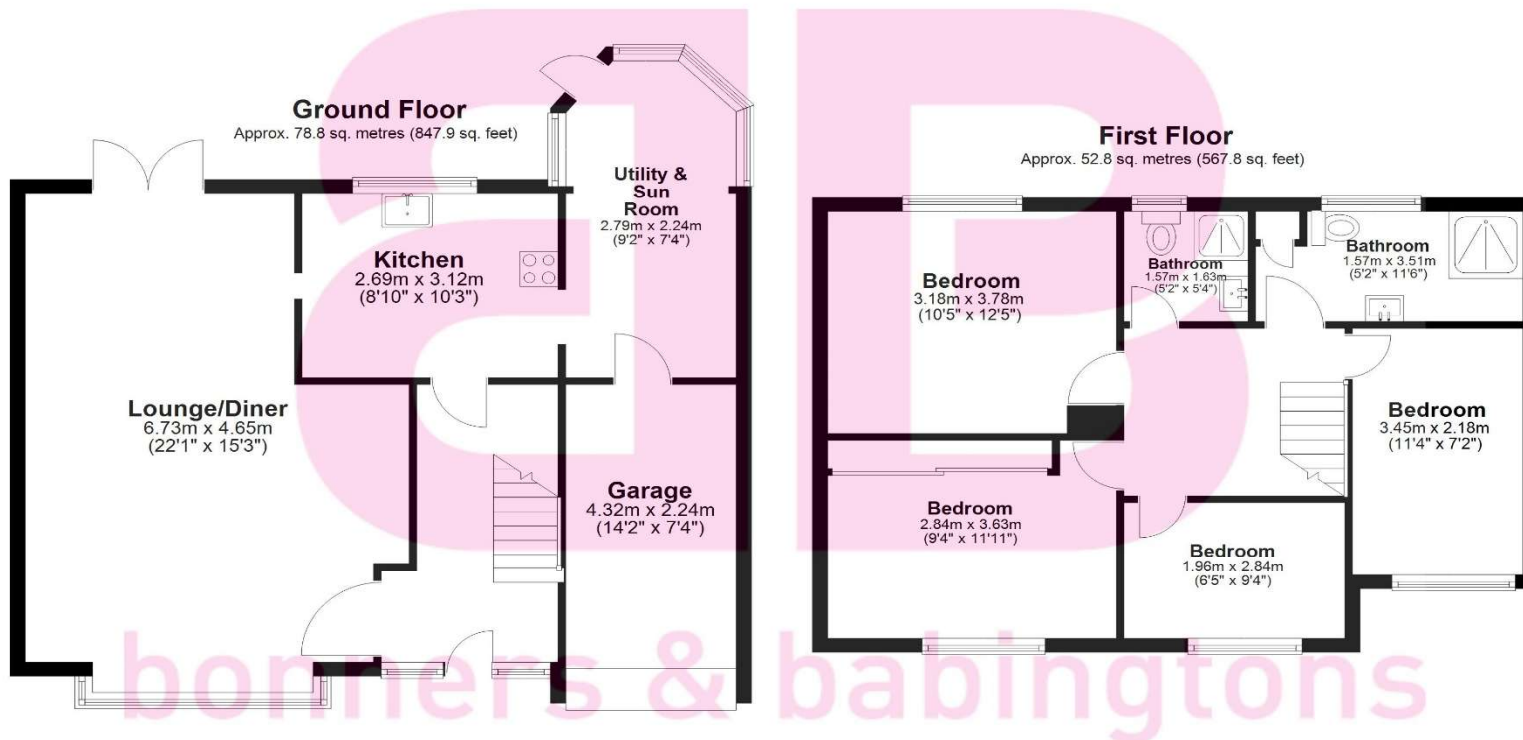 Ground Floor
Approx. 78.8 sq. metres (847.9 sq. feet)
Utility &
Sun
Room
2.79m x 2.24m
(9'2" x 7'4")
Kitchen
2.69m x 3.12m
(8'10" x 10'3")
Lounge/Diner
6.73m x 4.65m
(22'1" x 15'3")
Garage
4.32m x 2.24m
(14'2" x 7'4")
First Floor
Approx. 52.8 sq. metres (567.8 sq. feet)
Bedroom
3.18m x 3.78m
(10'5" x 12'5")
Bathroom
1.57m x 1.63m
(5'2" x 5'4")
Bathroom
1.57m x 3.51m
(5'2" x 11'6")
Bedroom
3.45m x 2.18m
(11'4" x 7'2")
Bedroom
2.84m x 3.63m
(9'4" x 11'11")
Bedroom
1.96m x 2.84m
(6'5" x 9'4")
bonners & babingtons